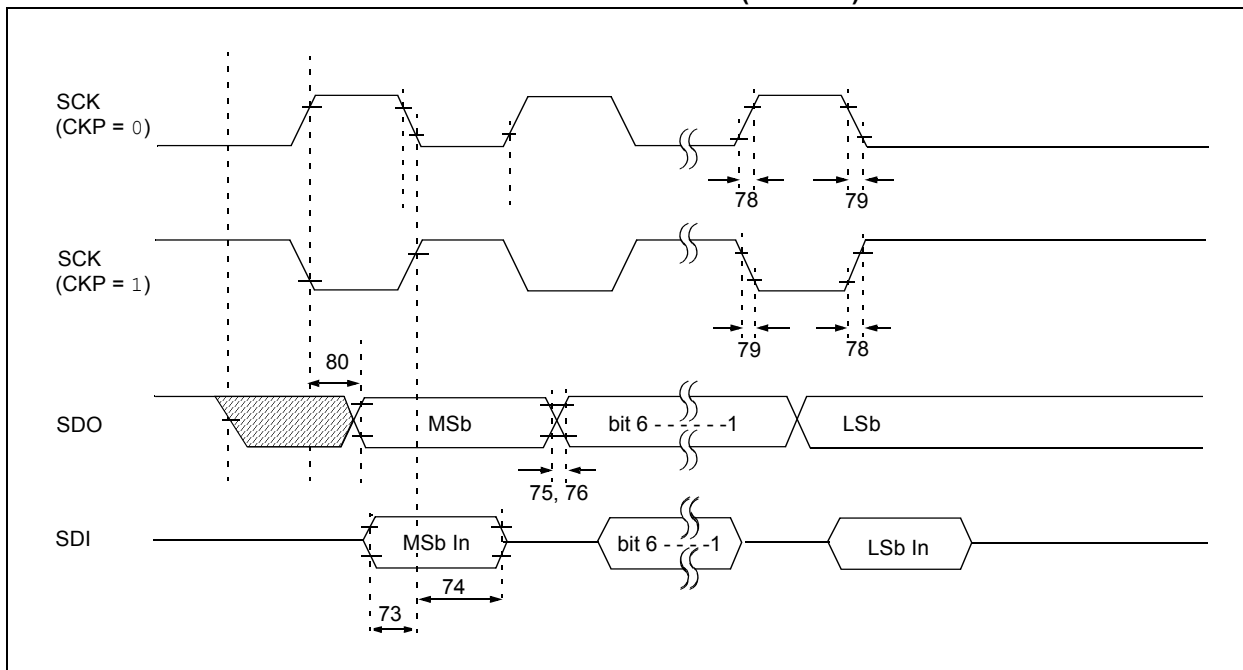 SCK
(CKP = 0)
78
79
SCK
(CKP = 1)
79
78
80
SDO
MSb
bit 6 - - - - - - -1
LSb
75, 76
SDI
MSb In
bit 6 - - - - -1
LSb In
74
73